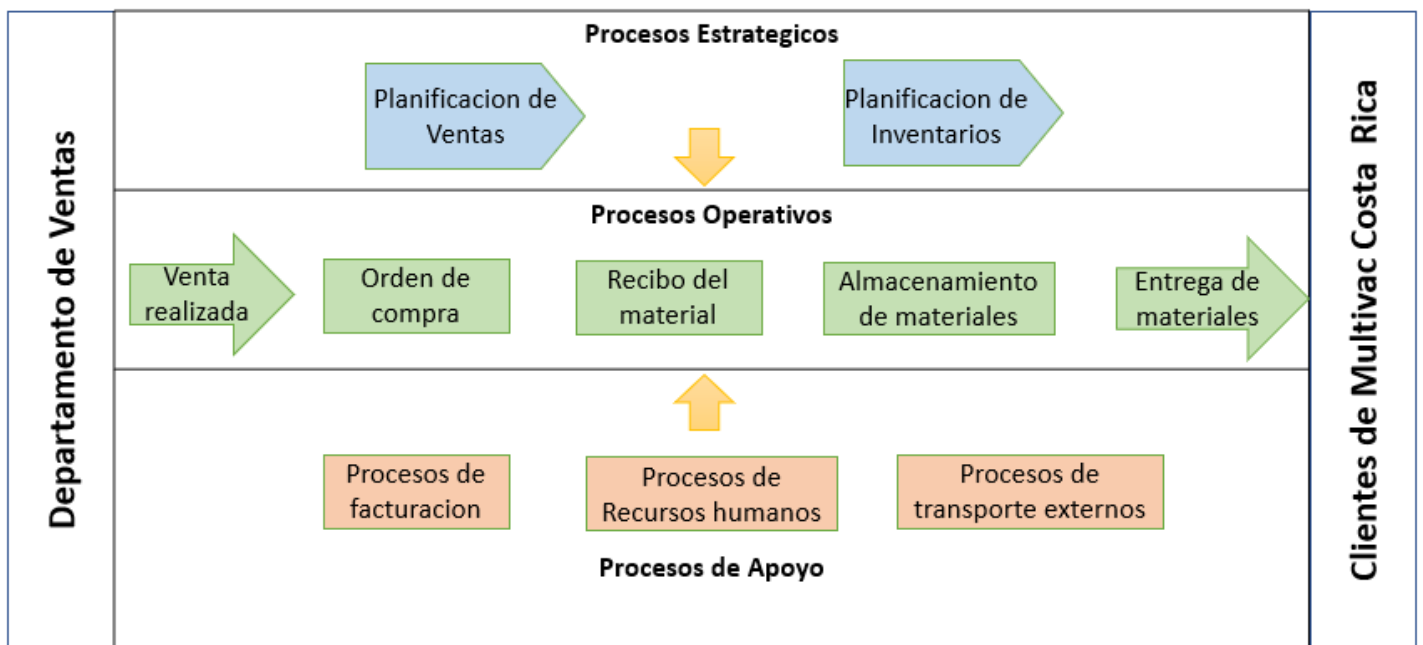 Departamento de Ventas
Procesos Estrategicos
Planificacion de
Ventas
Planificacion de
Inventarios
Procesos Operativos
Venta
realizada
Orden de
compra
Recibo del
material
Almacenamiento
de materiales
Entrega de
materiales
Procesos de
facturacion
Procesos de
Recursos humanos
Procesos de
transporte externos
Procesos de Apoyo
Clientes de Multivac Costa Rica